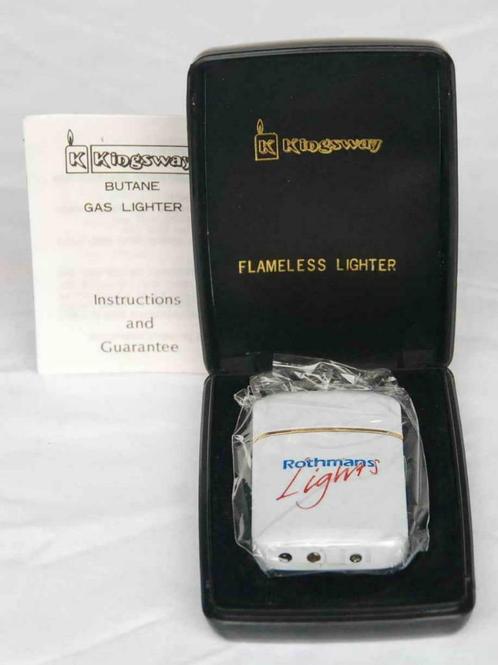 K Kingsway
BUTANE
GAS LIGHTER
Instructions
and
Guarantee
K Kingsway
FLAMELESS LIGHTER
Rothmans
Lights